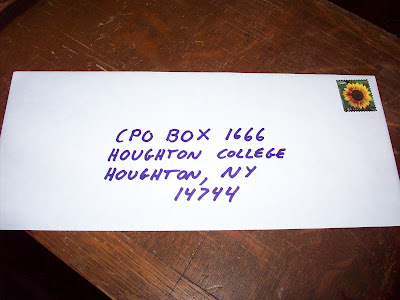 CPO BOX 1666
HOUGHTON COLLEGE
HOUGHTON, NY
14744